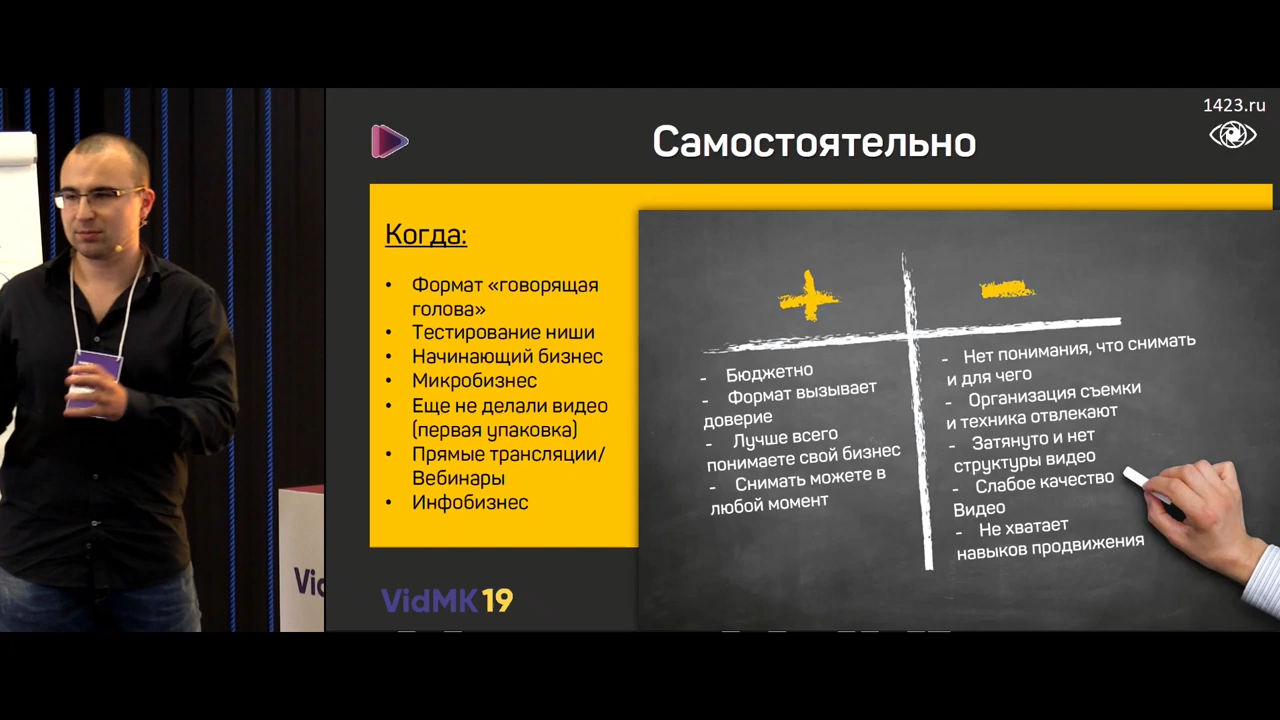 1423.ru
Самостоятельно
Когда:
• Формат «говорящая
голова»
• Тестирование ниши
• Начинающий бизнес
• Микробизнес
• Еще не делали видео
(первая упаковка)
• Прямые трансляции/
Вебинары
• Инфобизнес
+
- Бюджетно
- Формат вызывает
доверие
- Лучше всего
понимаете свой бизнес
- Снимать можете в
любой момент
-
- Нет понимания, что снимать
и для чего
- Организация съемки
и техника отвлекают
- Затянуто и нет
структуры видео
- Слабое качество
Видео
- Не хватает
навыков продвижения
VidMK19